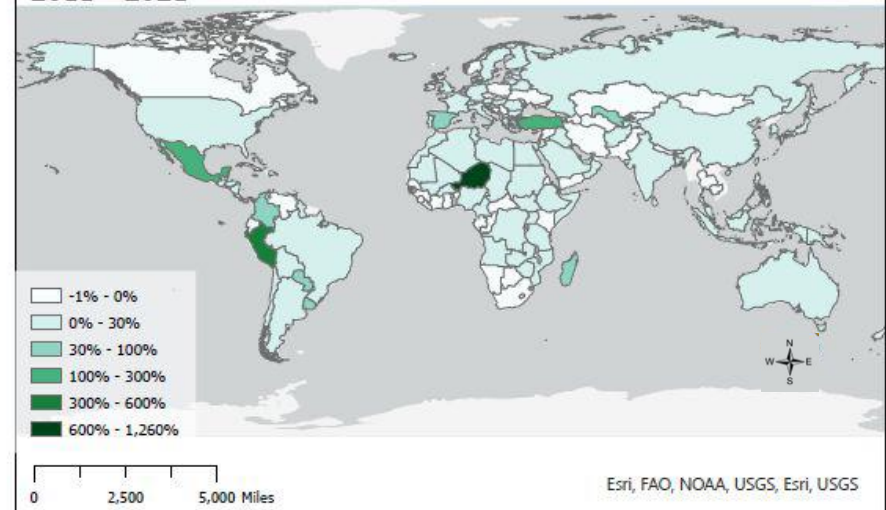 N
W E
S
-1% - 0%
0% - 30%
30% - 100%
100% - 300%
300% - 600%
600% - 1,260%
0 2,500 5,000 Miles
Esri, FAO, NOAA, USGS, Esri, USGS